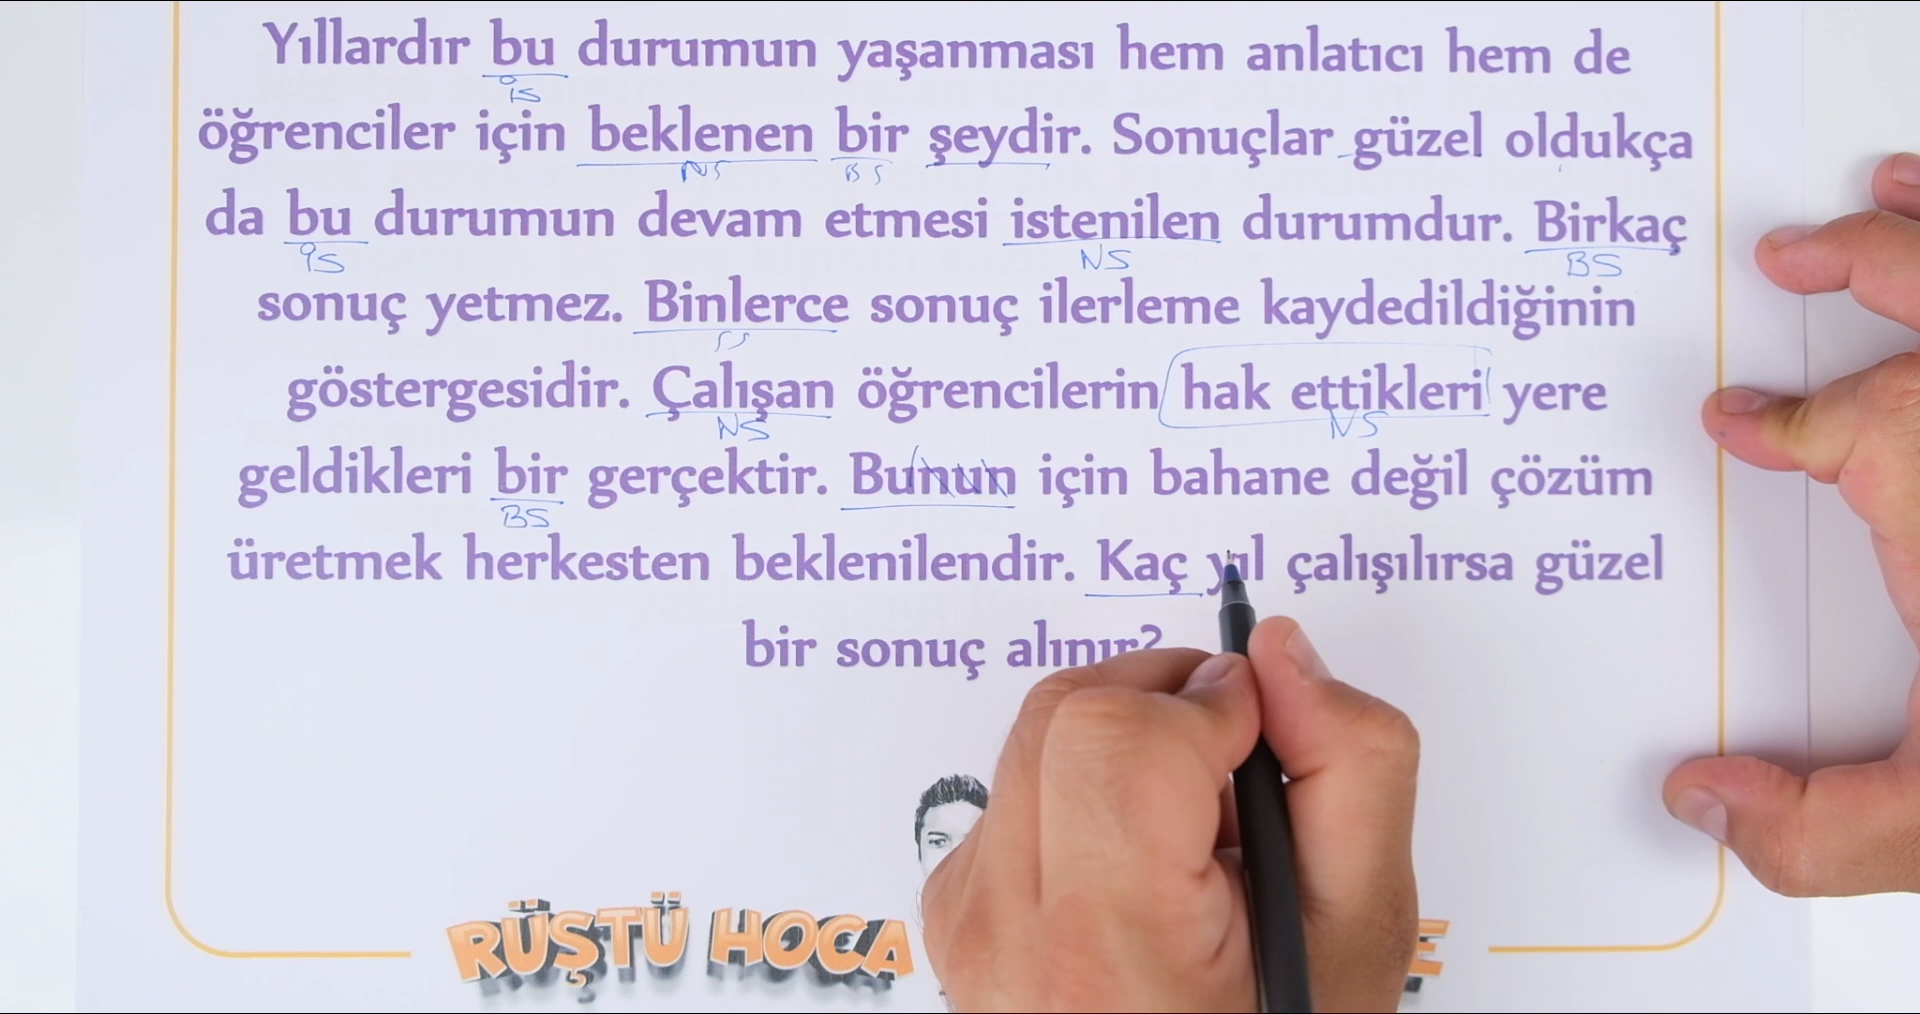 Yıllardır bu durumun yaşanması hem anlatıcı hem de
İS
öğrenciler için beklenen bir şeydir. Sonuçlar güzel oldukça
NS BS
da bu durumun devam etmesi istenilen durumdur. Birkaç
İS NS BS
sonuç yetmez. Binlerce sonuç ilerleme kaydedildiğinin
SS
göstergesidir. Çalışan öğrencilerin hak ettikleri yere
NS NS
geldikleri bir gerçektir. Bunun için bahane değil çözüm
BS
üretmek herkesten beklenilendir. Kaç yıl çalışılırsa güzel
bir sonuç alınır?
RÜŞTÜ HOCA